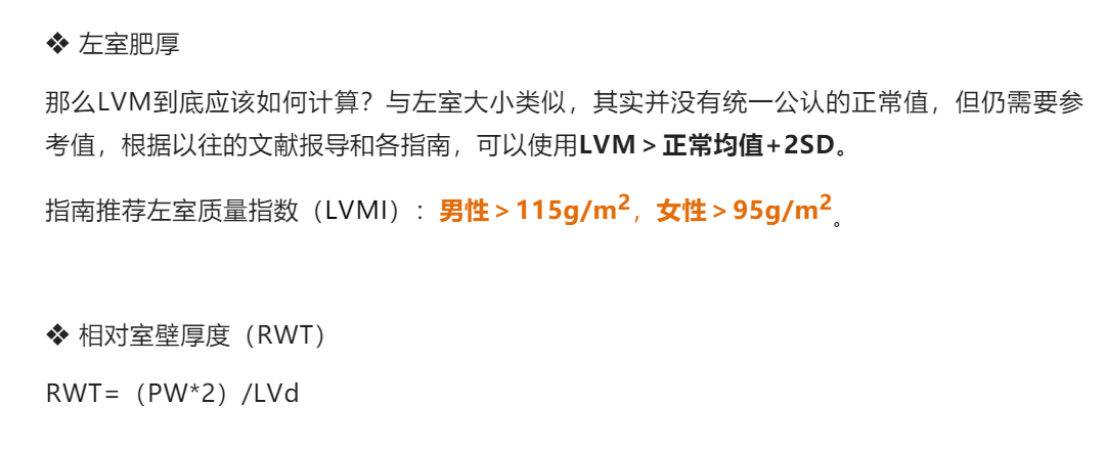 ❖ 左室肥厚
那么LVM到底应该如何计算？与左室大小类似，其实并没有统一公认的正常值，但仍需要参
考值，根据以往的文献报导和各指南，可以使用LVM＞正常均值+2SD。
指南推荐左室质量指数（LVMI）：男性＞115g/m²，女性＞95g/m²。
❖ 相对室壁厚度（RWT）
RWT=（PW*2）/LVd